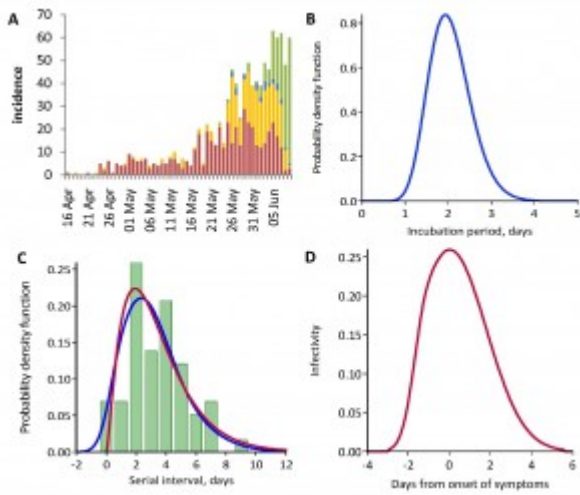 A
incidence
70
60
50
40
30
20
10
0
16 Apr
21 Apr
26 Apr
01 May
06 May
11 May
16 May
21 May
26 May
31 May
05 Jun
B
Probability density function
0.8
0.6
0.4
0.2
0.0
0 1 2 3 4 5
Incubation period, days
C
Probability density function
0.25
0.20
0.15
0.10
0.05
0.00
-2 0 2 4 6 8 10 12
Serial interval, days
D
Infectivity
0.25
0.20
0.15
0.10
0.05
0.00
-4 -2 0 2 4 6
Days from onset of symptoms